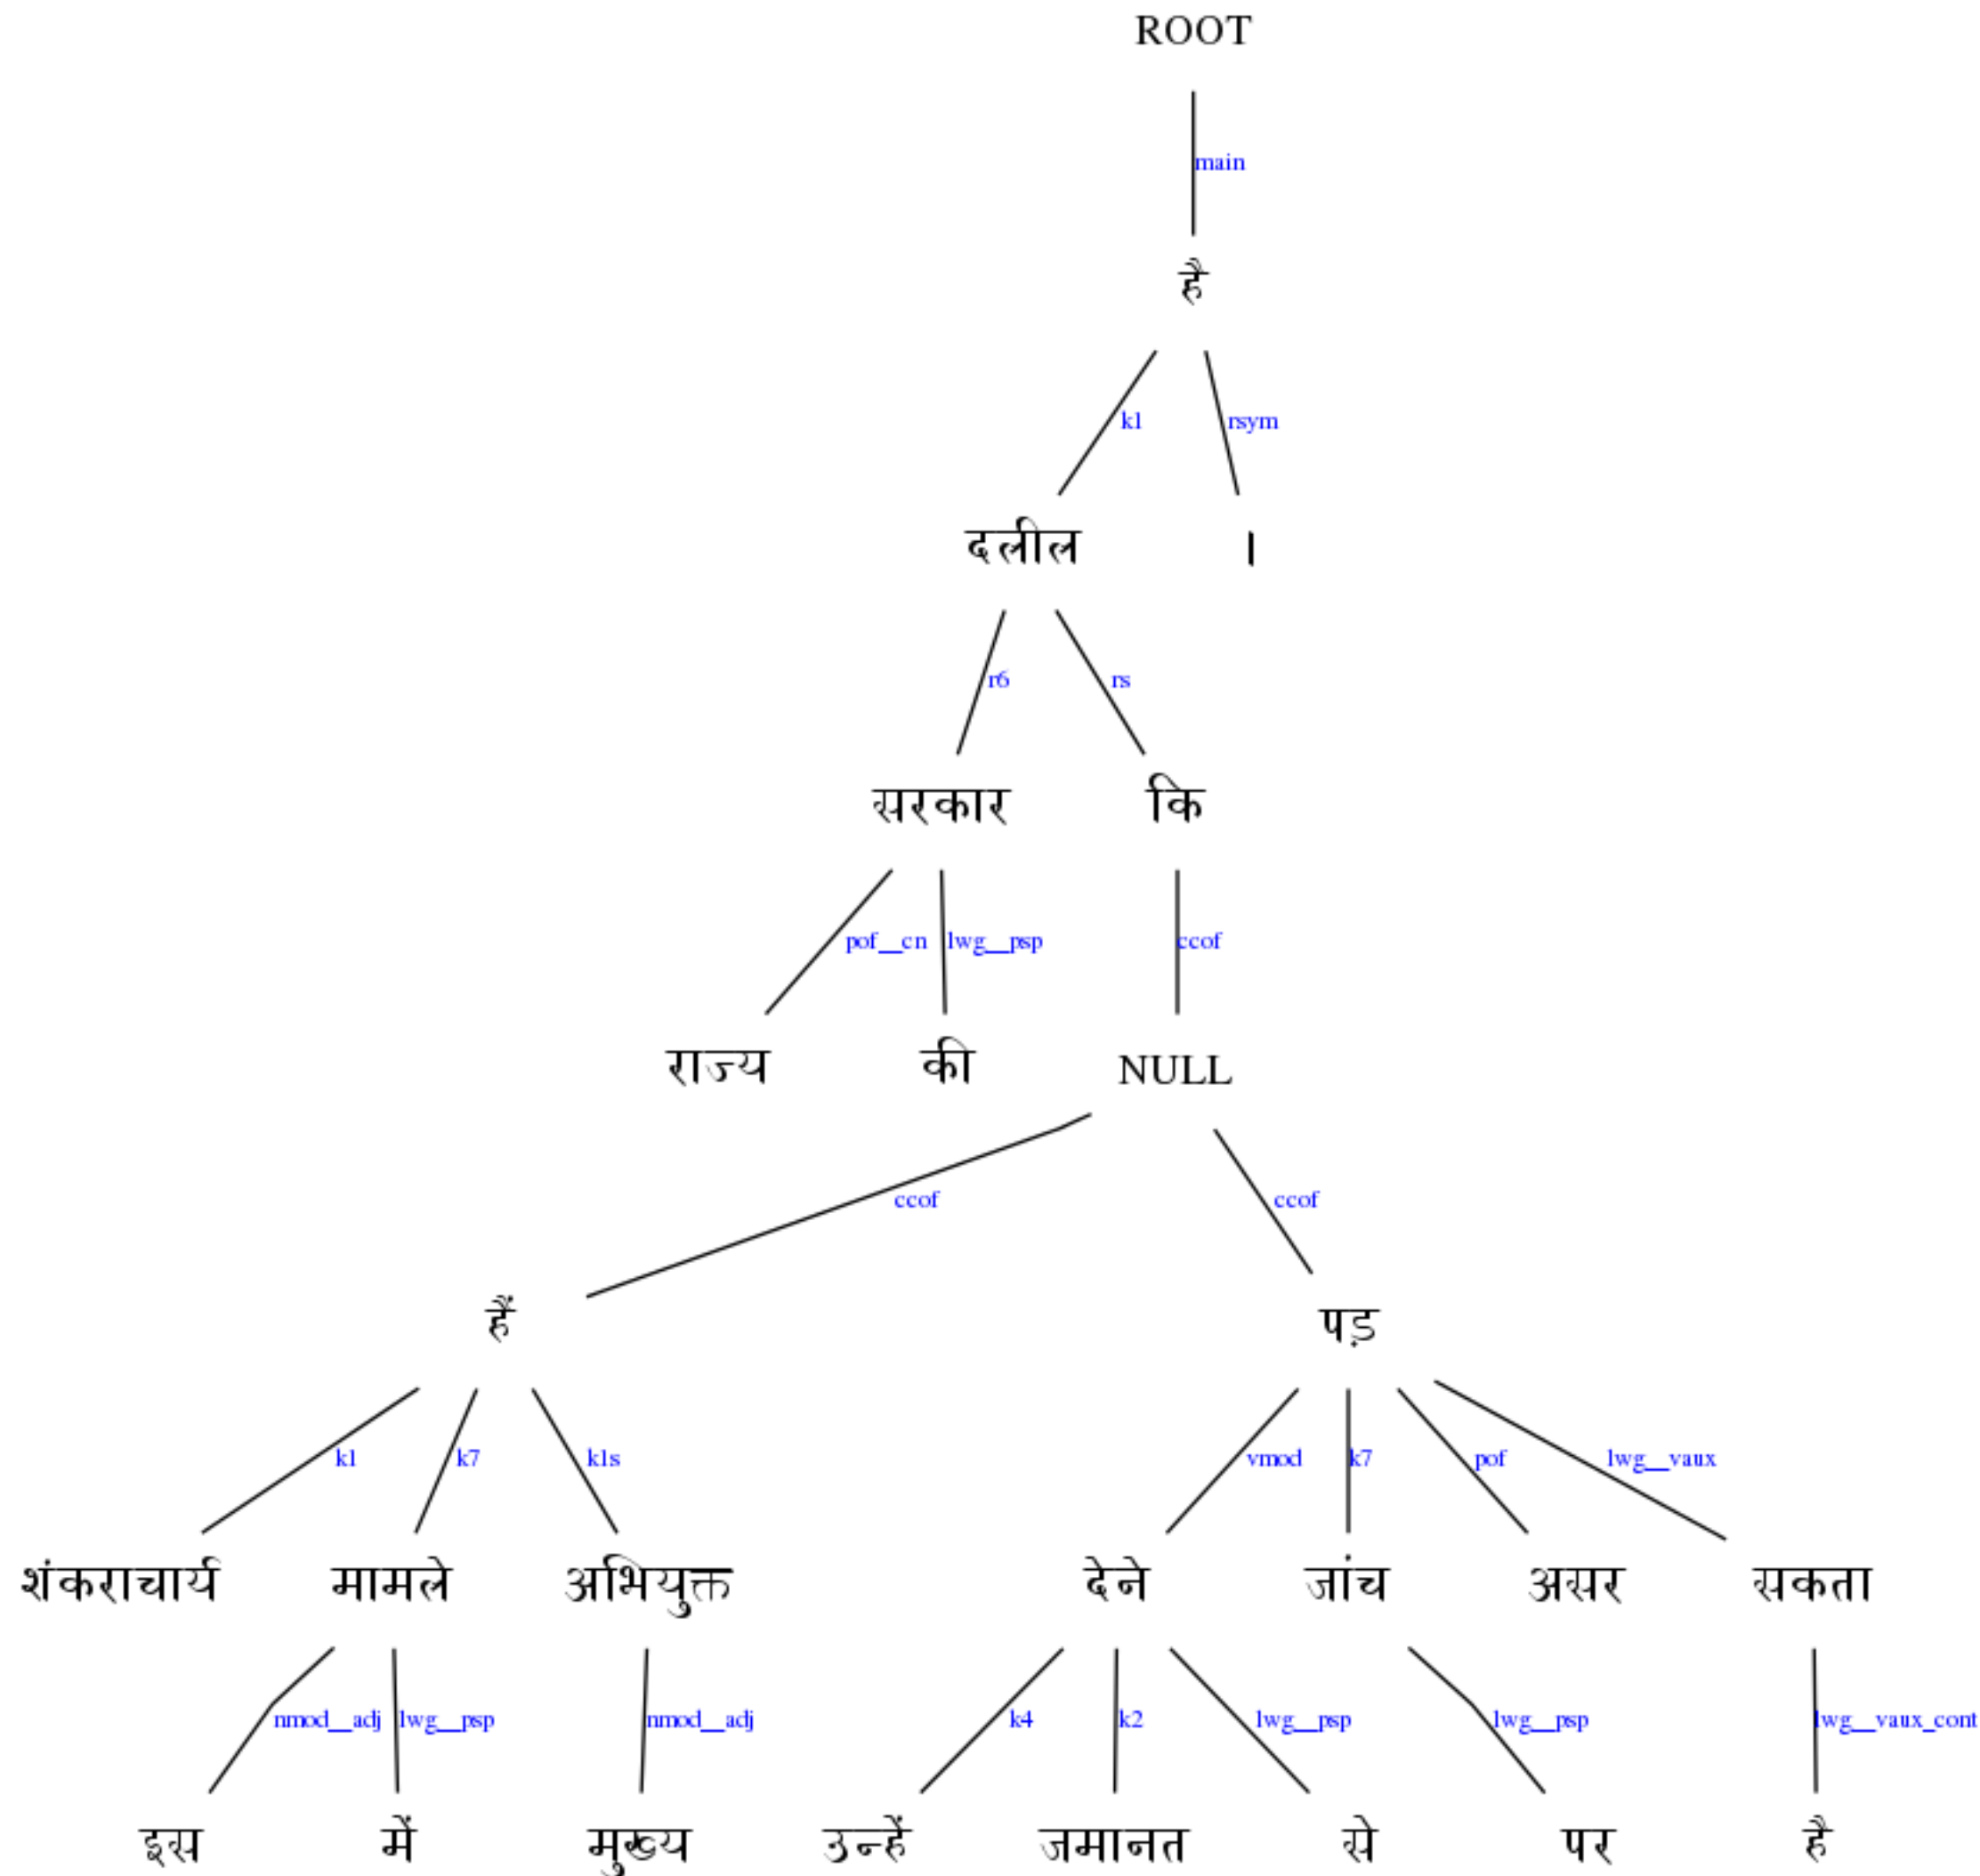 ROOT
main
है
k1 rsym
दलील ।
r6 rs
सरकार कि
pof__cn lwg__psp ccof
राज्य की NULL
ccof ccof
हैं पड़
k1 k7 k1s vmod k7 pof lwg__vaux
शंकराचार्य मामले अभियुक्त देने जांच असर सकता
nmod__adj lwg__psp nmod__adj k4 k2 lwg__psp lwg__psp lwg__vaux_cont
इस में मुख्य उन्हें जमानत से पर है